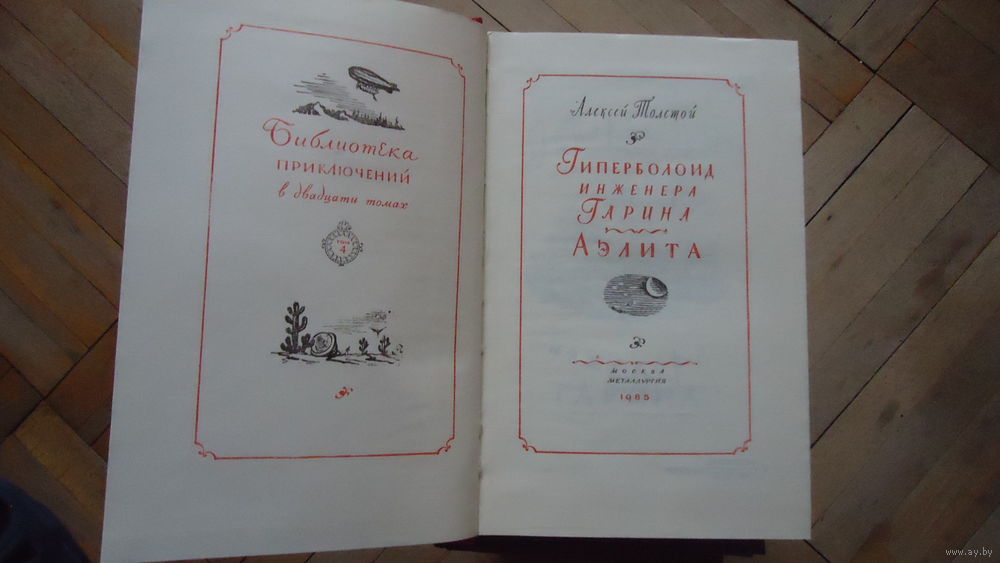 Библиотека
приключений
в двадцати томах
том
4
Алексей Толстой
Гиперболоид
инженера
Гарина
Аэлита
Москва
Металлургия
1985
www.ay.by